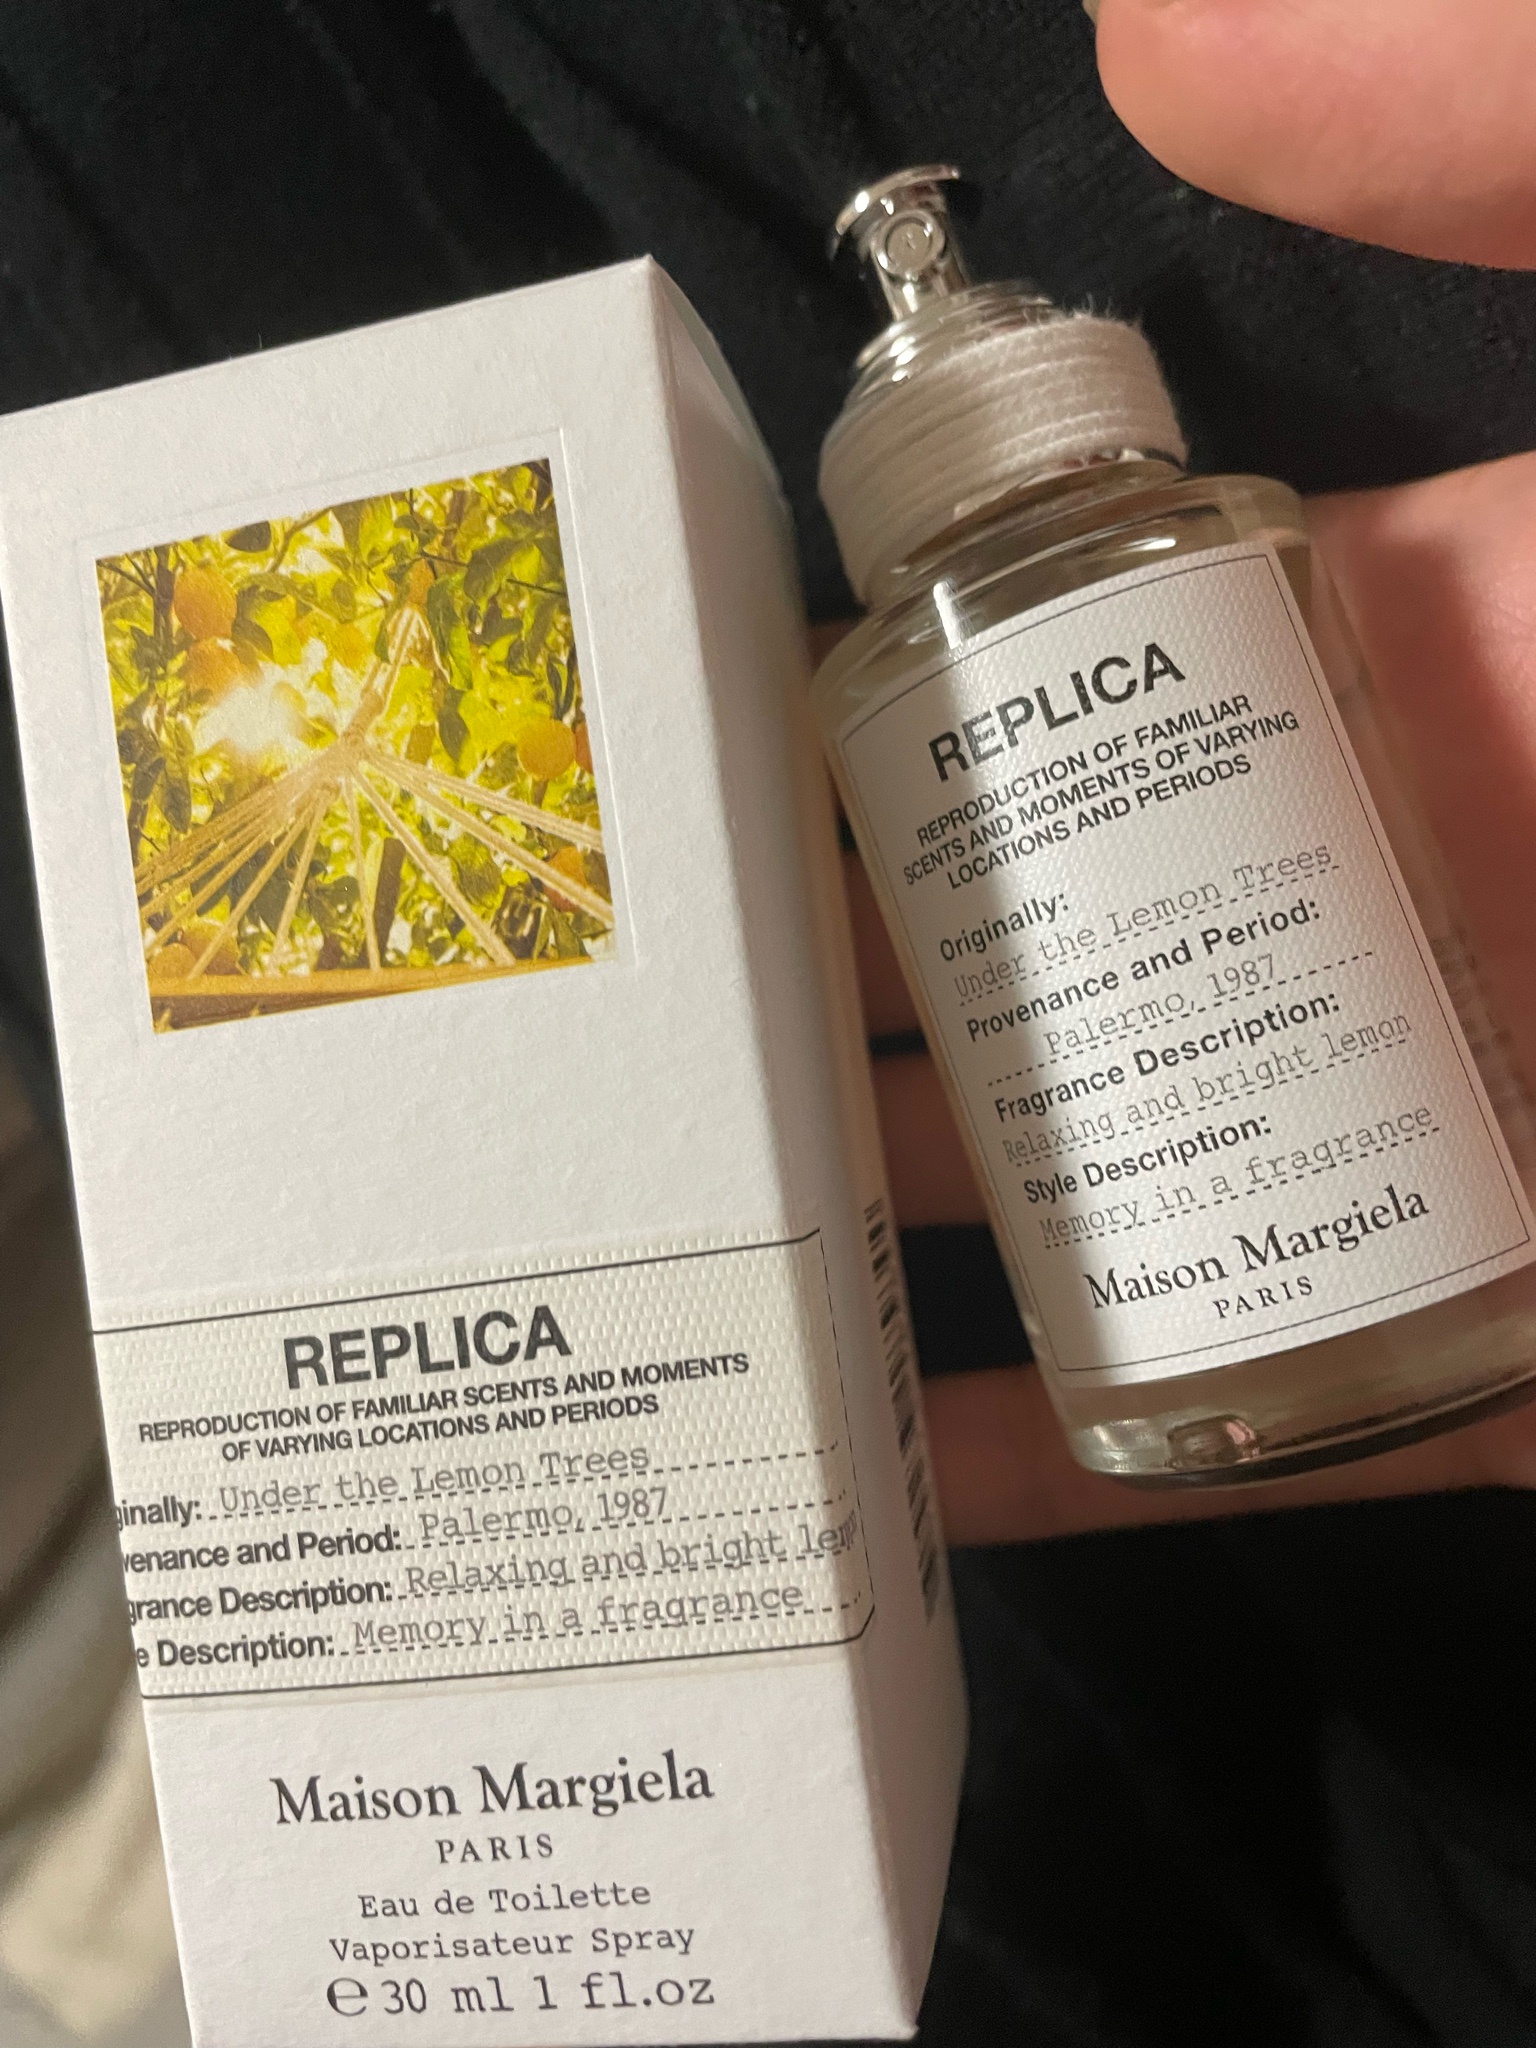 REPLICA
REPRODUCTION OF FAMILIAR SCENTS AND MOMENTS
OF VARYING LOCATIONS AND PERIODS
ginally: Under the Lemon Trees
venance and Period: Palermo, 1987
grance Description: Relaxing and bright lemon
e Description: Memory in a fragrance
Maison Margiela
PARIS
Eau de Toilette
Vaporisateur Spray
℮ 30 ml 1 fl.oz
REPLICA
REPRODUCTION OF FAMILIAR
SCENTS AND MOMENTS OF VARYING
LOCATIONS AND PERIODS
Originally:
Under the Lemon Trees
Provenance and Period:
Palermo, 1987
Fragrance Description:
Relaxing and bright lemon
Style Description:
Memory in a fragrance
Maison Margiela
PARIS